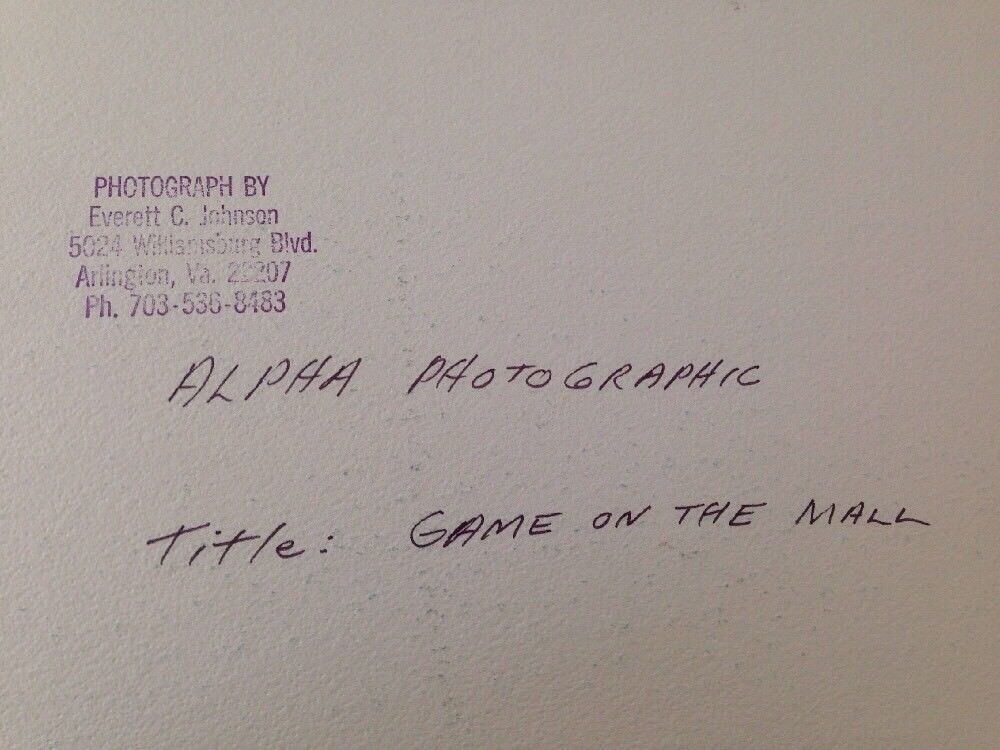 PHOTOGRAPH BY
Everett C. Johnson
5024 Williamsburg Blvd.
Arlington, Va. 22207
Ph. 703-536-8483
ALPHA PHOTOGRAPHIC
Title: GAME ON THE MALL